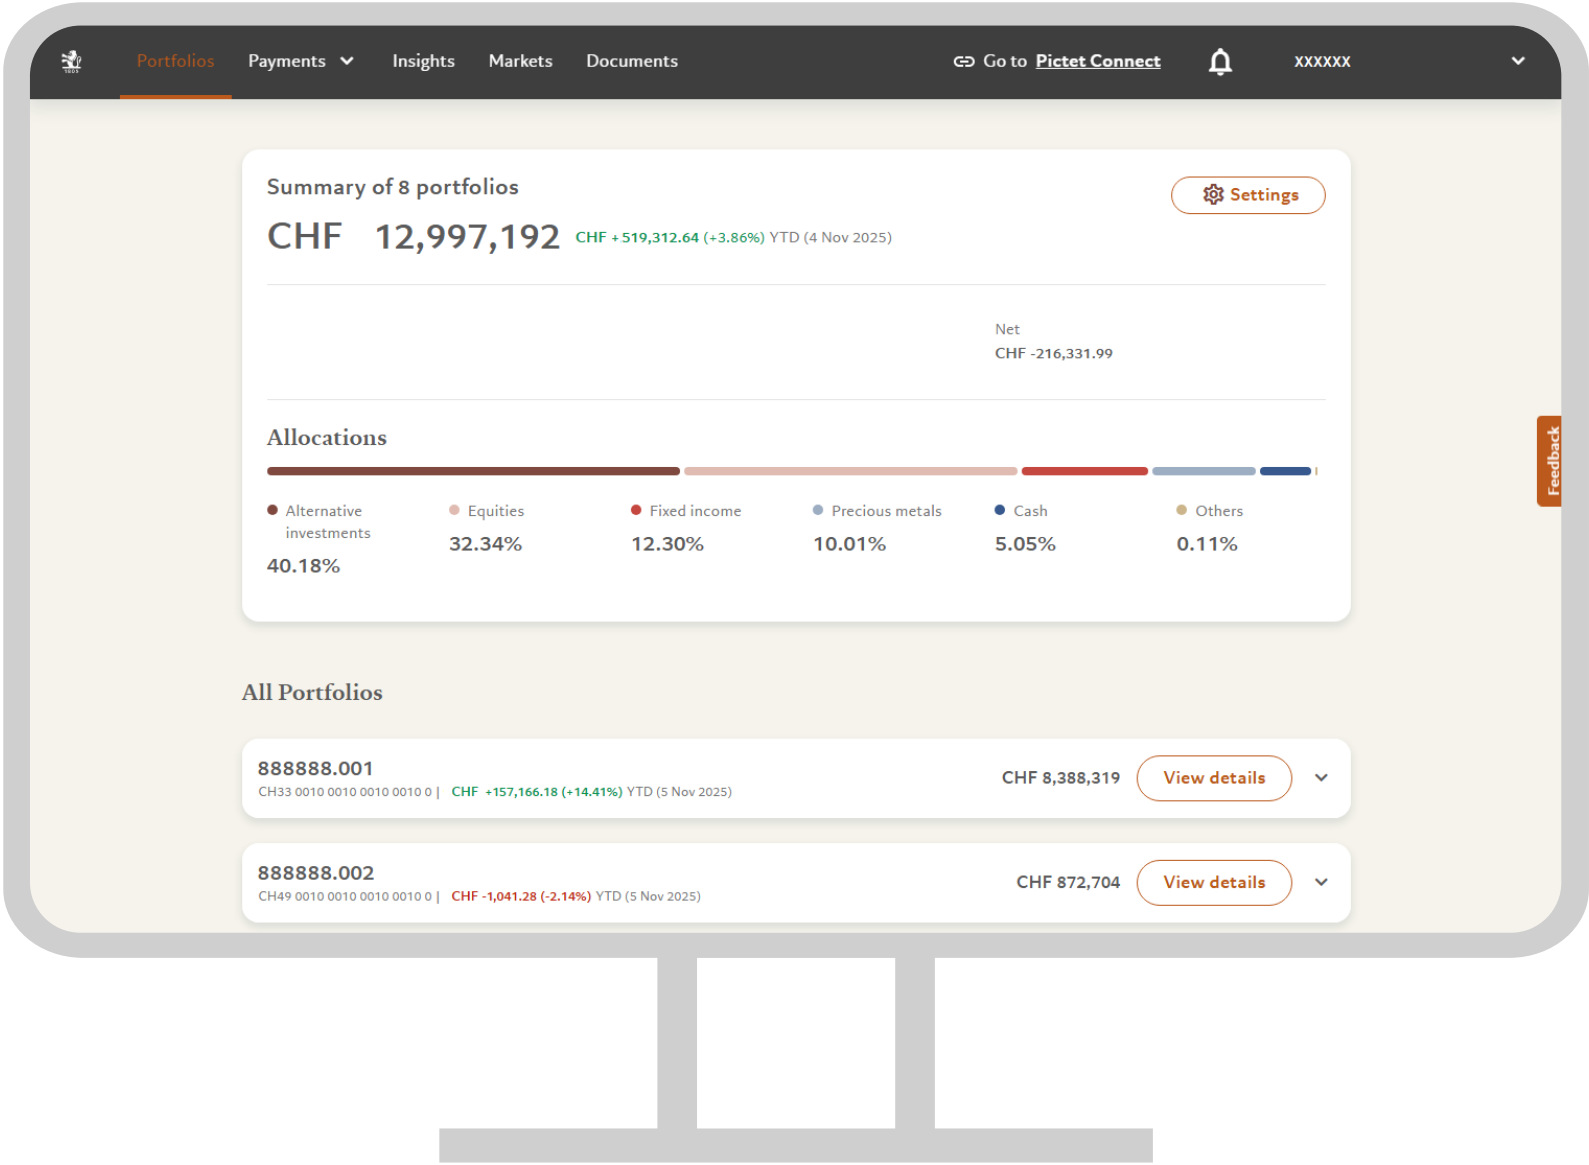 1805
Portfolios Payments Insights Markets Documents Go to Pictet Connect XXXXXX
Summary of 8 portfolios
Settings
CHF 12,997,192 CHF +519,312.64 (+3.86%) YTD (4 Nov 2025)
Net
CHF -216,331.99
Feedback
Allocations
Alternative investments
40.18%
Equities
32.34%
Fixed income
12.30%
Precious metals
10.01%
Cash
5.05%
Others
0.11%
All Portfolios
888888.001
CH33 0010 0010 0010 0010 0 | CHF +157,166.18 (+14.41%) YTD (5 Nov 2025)
CHF 8,388,319 View details
888888.002
CH49 0010 0010 0010 0010 0 | CHF -1,041.28 (-2.14%) YTD (5 Nov 2025)
CHF 872,704 View details